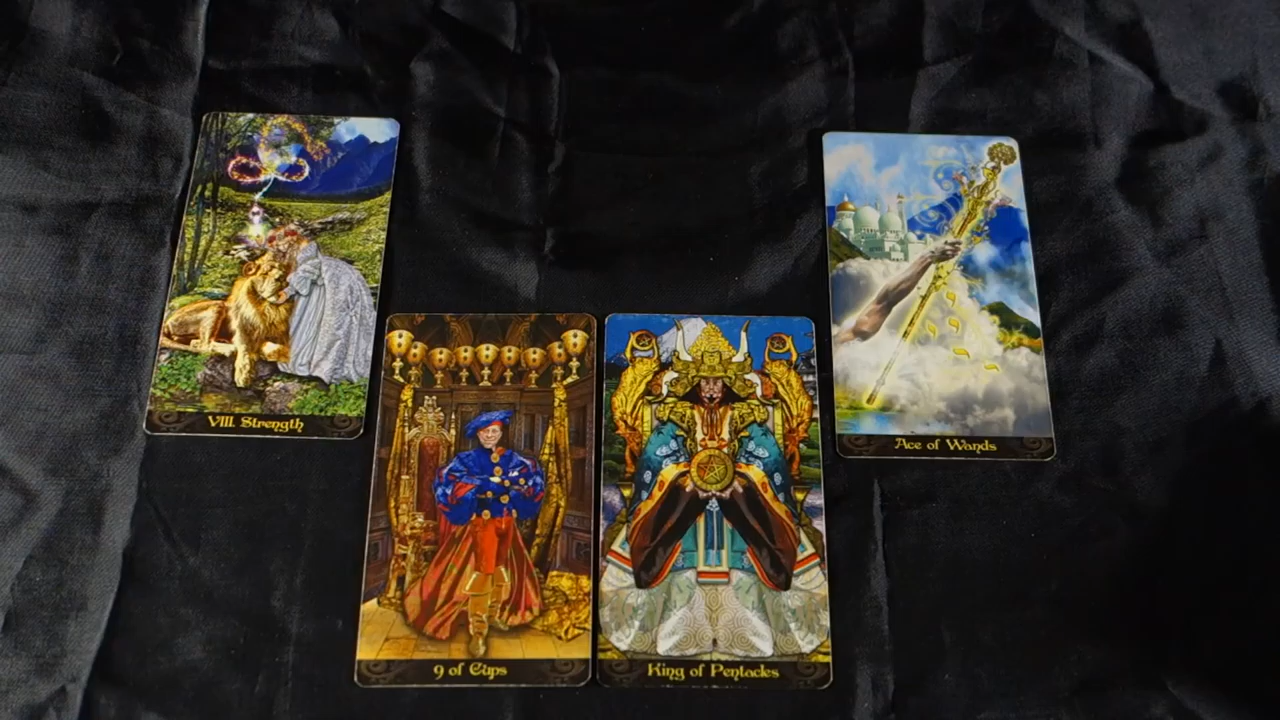 VIII. Strength
Ace of Wands
9 of Cups
King of Pentacles